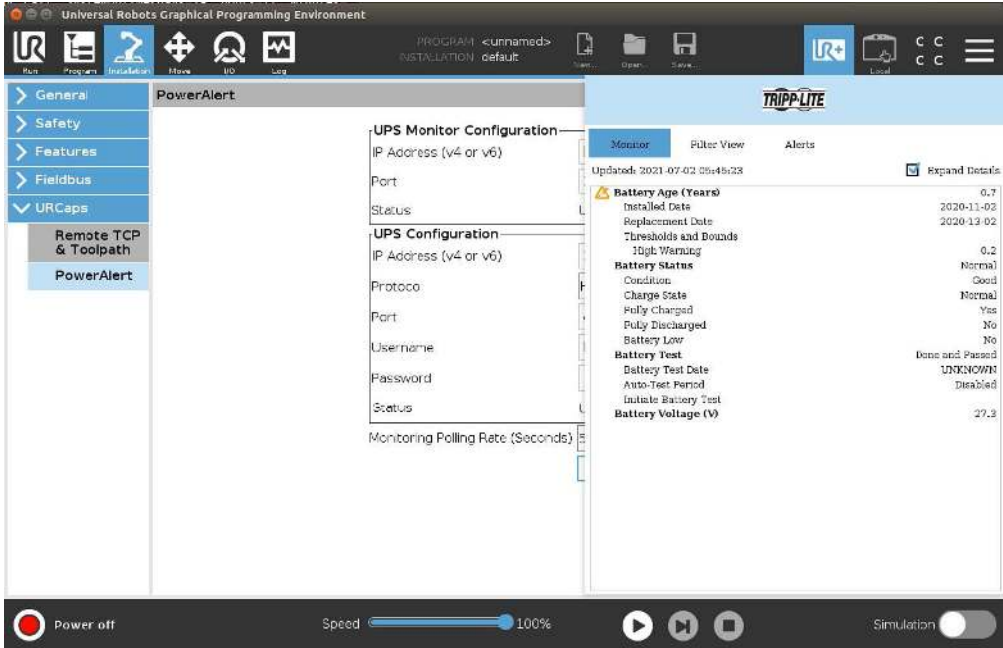 Universal Robots Graphical Programming Environment
PROGRAM <unnamed>
INSTALLATION default
Run Program Installation Move I/O Log New... Open... Save... UR+ Local
C C
C C
General
Safety
Features
Fieldbus
URCaps
Remote TCP
& Toolpath
PowerAlert
PowerAlert
UPS Monitor Configuration
IP Address (v4 or v6)
Port
Status U
UPS Configuration
IP Address (v4 or v6)
Protoco H
Port
Username
Password
Status U
Monitoring Polling Rate (Seconds) 5
TRIPP·LITE
Monitor Filter View Alerts
Updated: 2021-07-02 05:45:23 Expand Details
Battery Age (Years) 0.7
Installed Date 2020-11-02
Replacement Date 2020-13-02
Thresholds and Bounds
High Warning 0.2
Battery Status Normal
Condition Good
Charge State Normal
Fully Charged Yes
Fully Discharged No
Battery Low No
Battery Test Done and Passed
Battery Test Date UNKNOWN
Auto-Test Period Disabled
Initiate Battery Test
Battery Voltage (V) 27.3
Power off Speed 100% Simulation